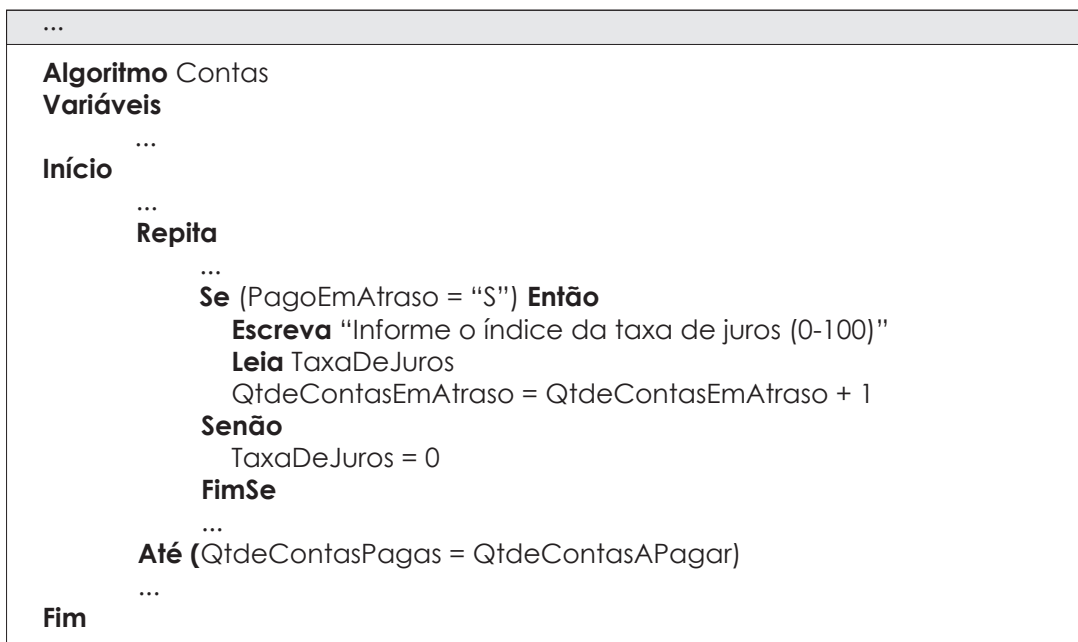 ...
Algoritmo Contas
Variáveis
...
Início
...
Repita
...
Se (PagoEmAtraso = “S”) Então
Escreva “Informe o índice da taxa de juros (0-100)”
Leia TaxaDeJuros
QtdeContasEmAtraso = QtdeContasEmAtraso + 1
Senão
TaxaDeJuros = 0
FimSe
...
Até (QtdeContasPagas = QtdeContasAPagar)
...
Fim